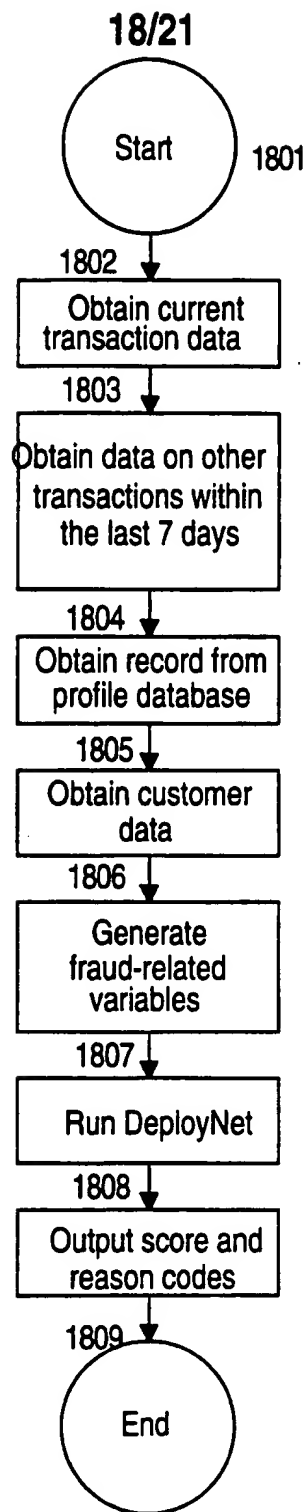 18/21
Start
1801
1802
Obtain current
transaction data
1803
Obtain data on other
transactions within
the last 7 days
1804
Obtain record from
profile database
1805
Obtain customer
data
1806
Generate
fraud-related
variables
1807
Run DeployNet
1808
Output score and
reason codes
1809
End